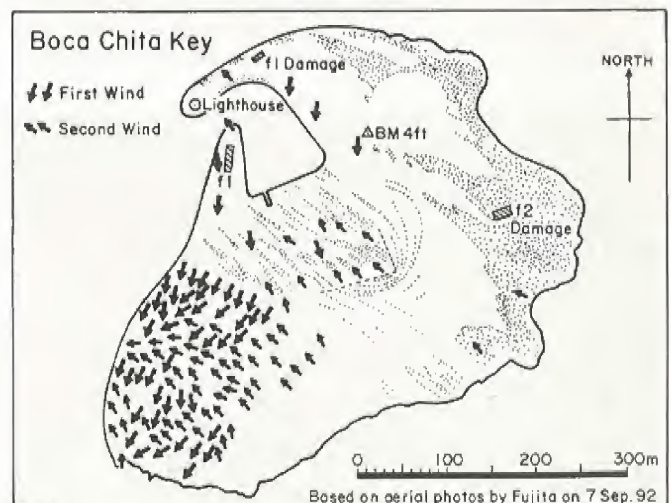 Boca Chita Key
First Wind
Second Wind
f1 Damage
Lighthouse
BM 4ft
NORTH
f1
f2
Damage
0 100 200 300m
Based on aerial photos by Fujita on 7 Sep. 92